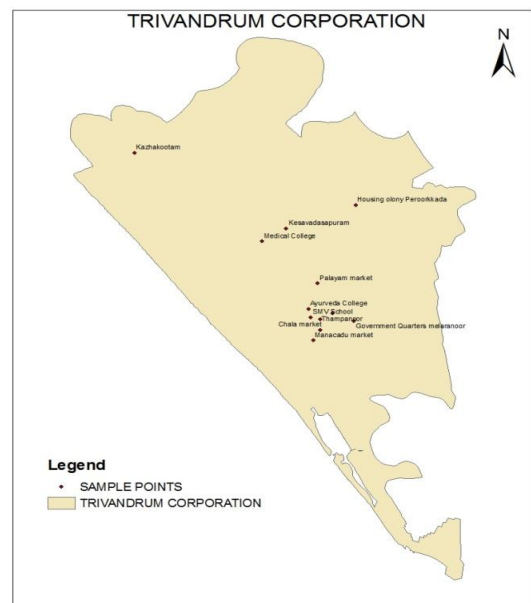 TRIVANDRUM CORPORATION
N
Kazhakootam
Housing olony Peroorkkada
Kesavadasapuram
Medical College
Palayam market
Ayurveda College
SMV School
Thampanoor
Chala market
Government Quarters melaranoor
Manacadu market
Legend
SAMPLE POINTS
TRIVANDRUM CORPORATION